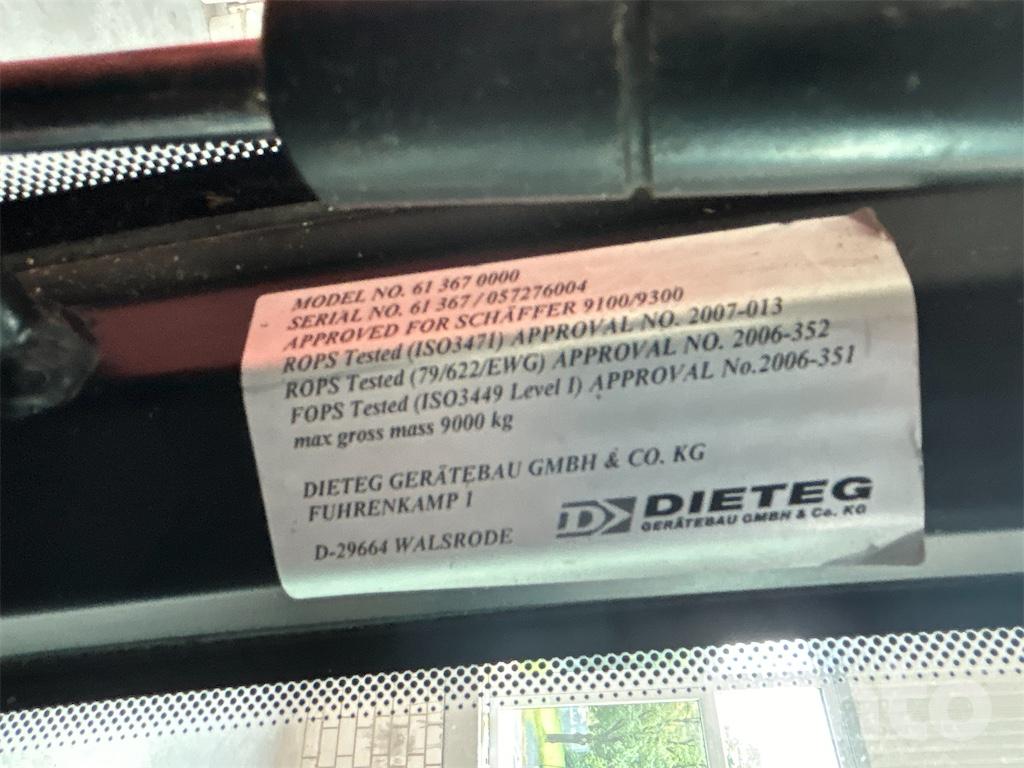 MODEL NO. 61 367 0000
SERIAL NO. 61 367 / 057276004
APPROVED FOR SCHÄFFER 9100/9300
ROPS Tested (ISO3471) APPROVAL NO. 2007-013
ROPS Tested (79/622/EWG) APPROVAL NO. 2006-352
FOPS Tested (ISO3449 Level I) APPROVAL No.2006-351
max gross mass 9000 kg
DIETEG GERÄTEBAU GMBH & CO. KG
FUHRENKAMP 1
D-29664 WALSRODE
DIETEG
GERÄTEBAU GMBH & Co. KG